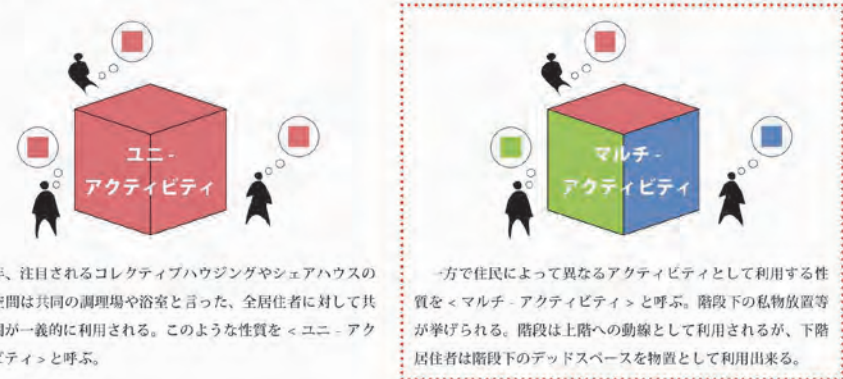 ユニ -
アクティビティ
、注目されるコレクティブハウジングやシェアハウスの
空間は共同の調理場や浴室と言った、全居住者に対して共
が一義的に利用される。このような性質を < ユニ - アク
ビティ > と呼ぶ。
マルチ -
アクティビティ
一方で住民によって異なるアクティビティとして利用する性
質を < マルチ - アクティビティ > と呼ぶ。階段下の私物放置等
が挙げられる。階段は上階への動線として利用されるが、下階
居住者は階段下のデッドスペースを物置として利用出来る。